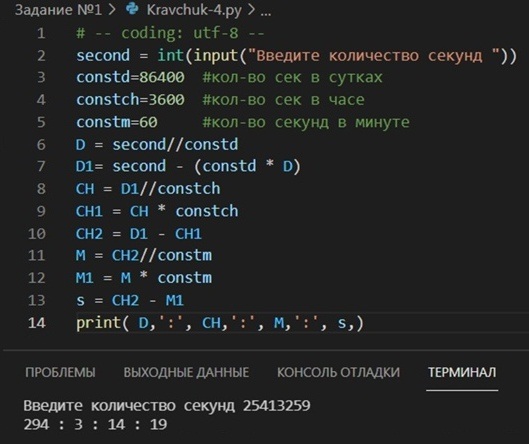 Задание №1 > Kravchuk-4.py > ...
1 # -- coding: utf-8 --
2 second = int(input("Введите количество секунд "))
3 constd=86400 #кол-во сек в сутках
4 constch=3600 #кол-во сек в часе
5 constm=60 #кол-во секунд в минуте
6 D = second//constd
7 D1= second - (constd * D)
8 CH = D1//constch
9 CH1 = CH * constch
10 CH2 = D1 - CH1
11 M = CH2//constm
12 M1 = M * constm
13 s = CH2 - M1
14 print( D,':', CH,':', M,':', s,)
ПРОБЛЕМЫ ВЫХОДНЫЕ ДАННЫЕ КОНСОЛЬ ОТЛАДКИ ТЕРМИНАЛ
Введите количество секунд 25413259
294 : 3 : 14 : 19